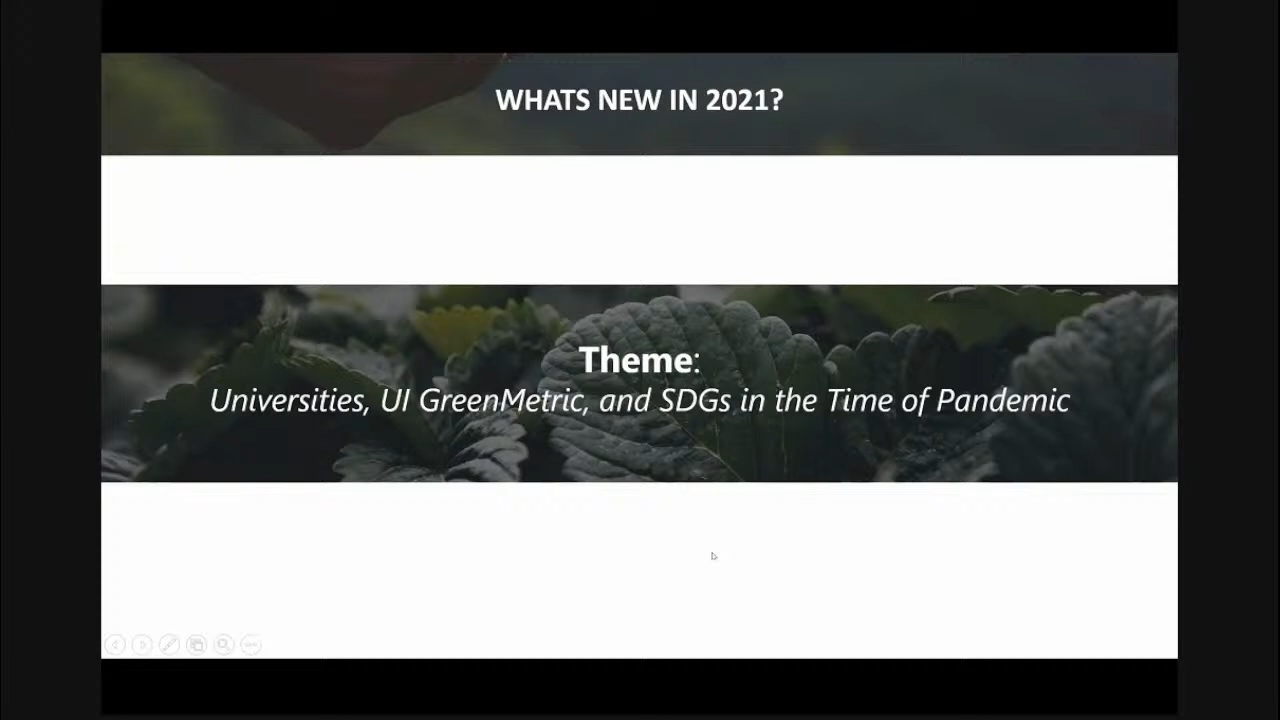 WHATS NEW IN 2021?
Theme:
Universities, UI GreenMetric, and SDGs in the Time of Pandemic